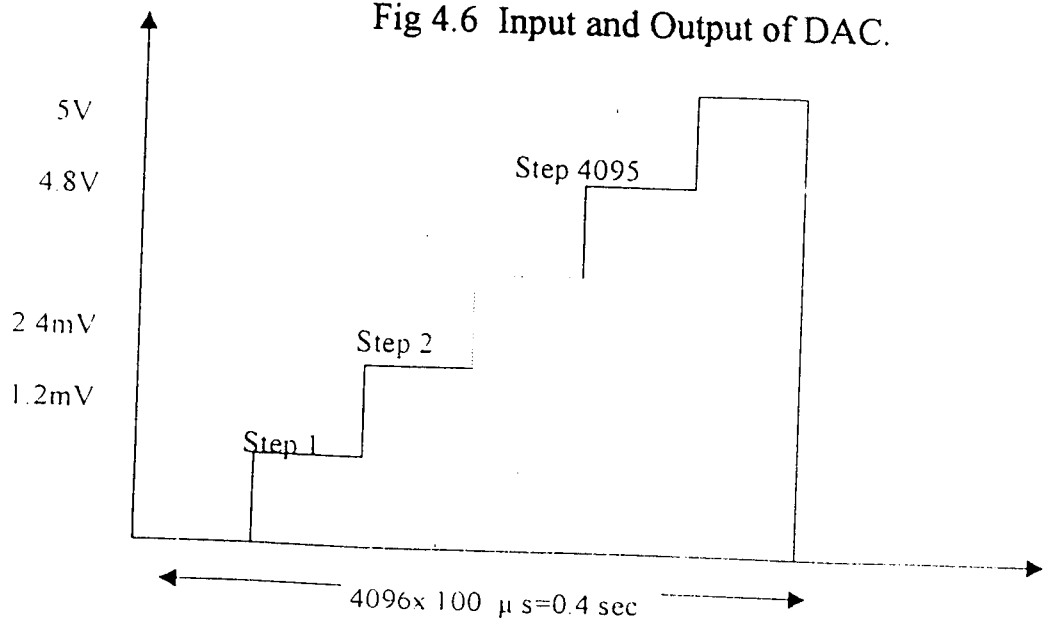 Fig 4.6 Input and Output of DAC.
5V
4.8V
Step 4095
2 4mV
Step 2
1.2mV
Step 1
4096x 100 μ s=0.4 sec